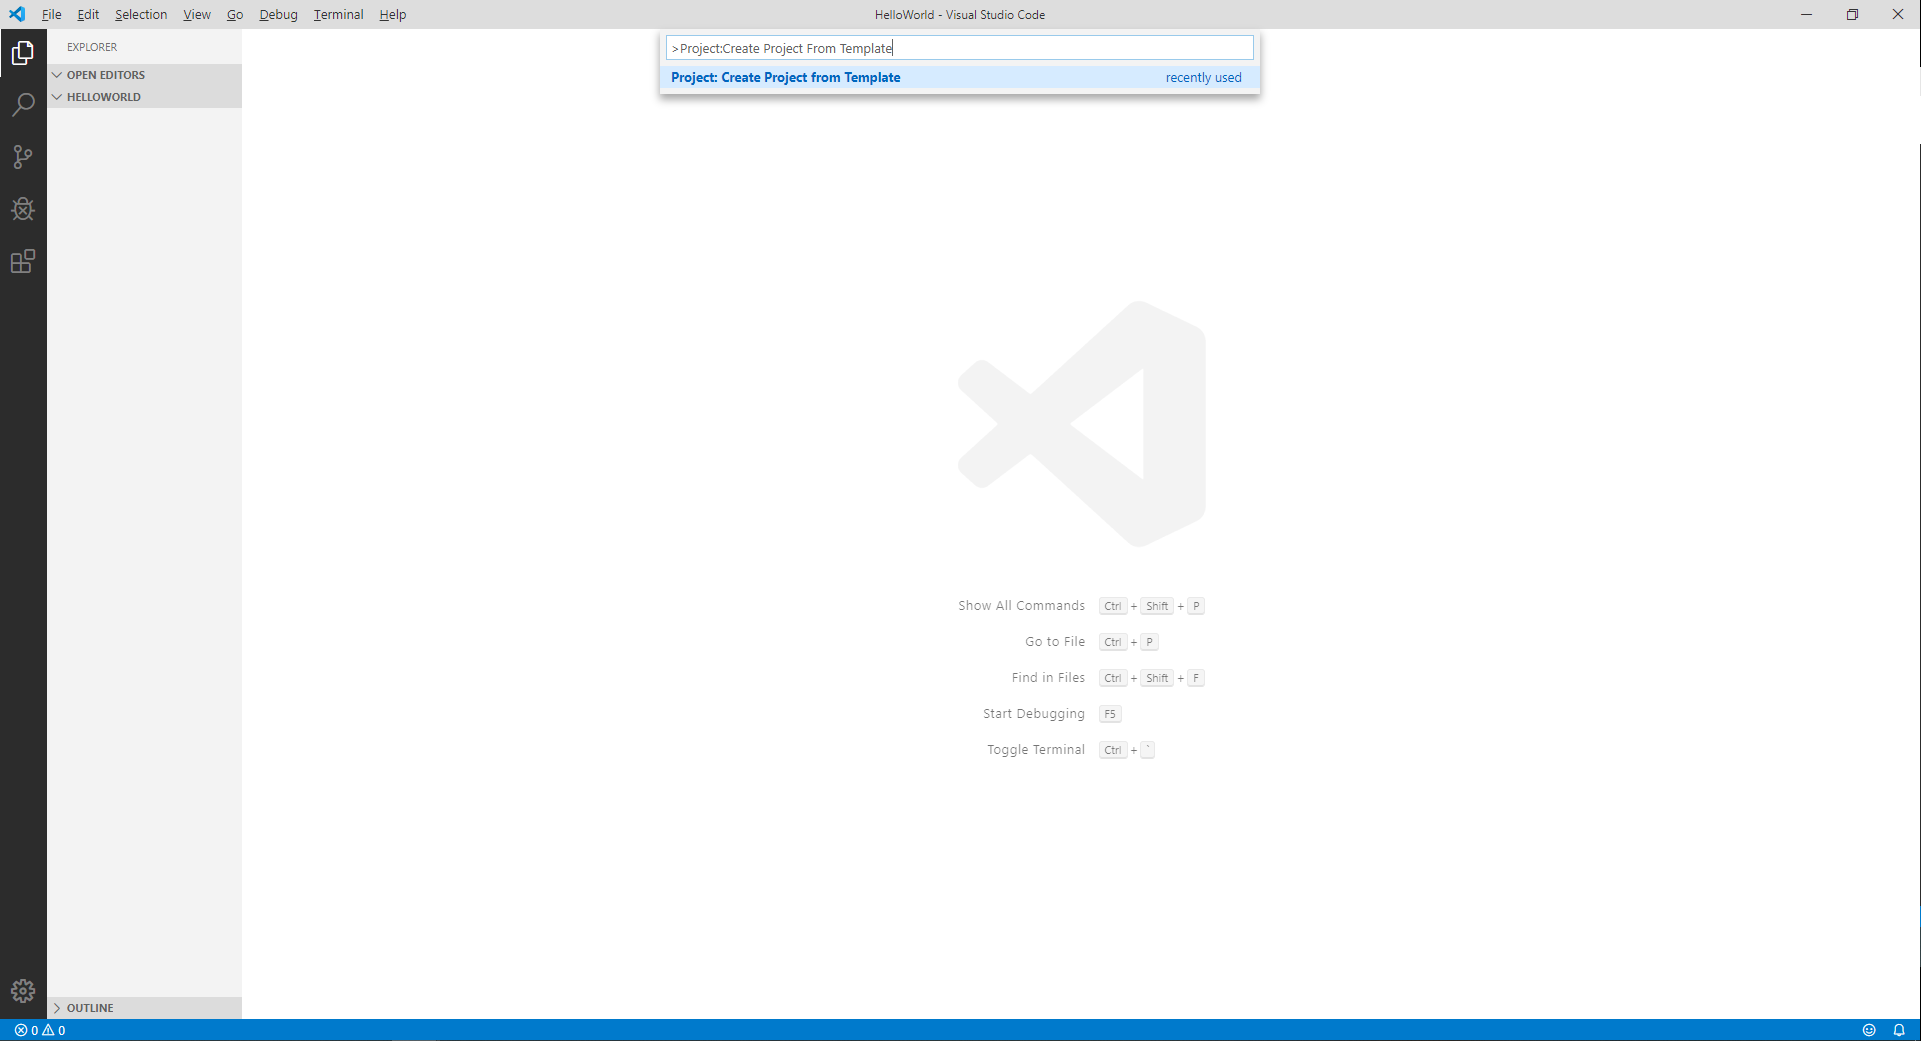 File Edit Selection View Go Debug Terminal Help
HelloWorld - Visual Studio Code
>Project:Create Project From Template
Project: Create Project from Template recently used
EXPLORER
OPEN EDITORS
HELLOWORLD
Show All Commands Ctrl + Shift + P
Go to File Ctrl + P
Find in Files Ctrl + Shift + F
Start Debugging F5
Toggle Terminal Ctrl + `
OUTLINE
0 0